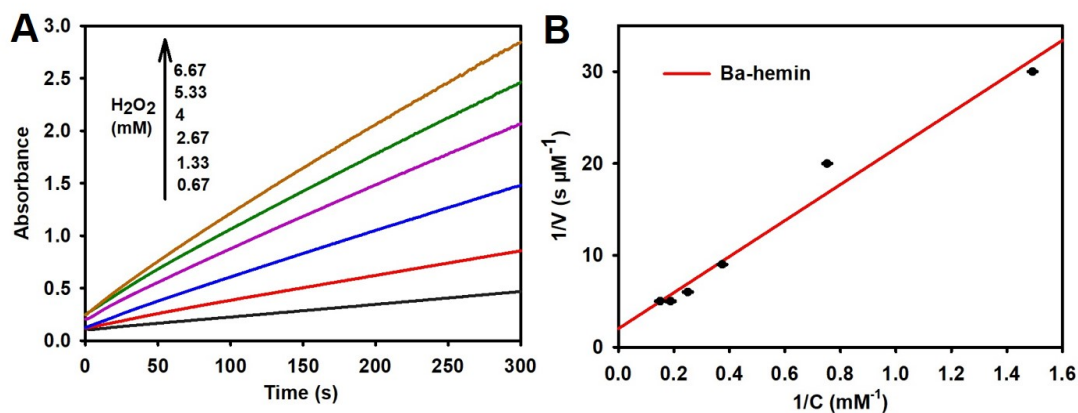 A
3.0
2.5
2.0
1.5
1.0
0.5
0.0
Absorbance
H₂O₂
(mM)
6.67
5.33
4
2.67
1.33
0.67
0 50 100 150 200 250 300
Time (s)
B
30
20
10
0
1/V (s µM⁻¹)
Ba-hemin
0.0 0.2 0.4 0.6 0.8 1.0 1.2 1.4 1.6
1/C (mM⁻¹)